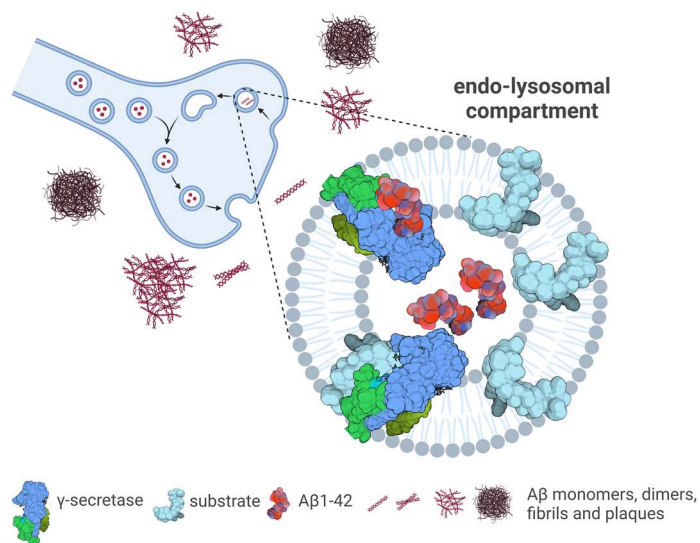 endo-lysosomal
compartment
γ-secretase
substrate
Aβ1-42
Aβ monomers, dimers,
fibrils and plaques